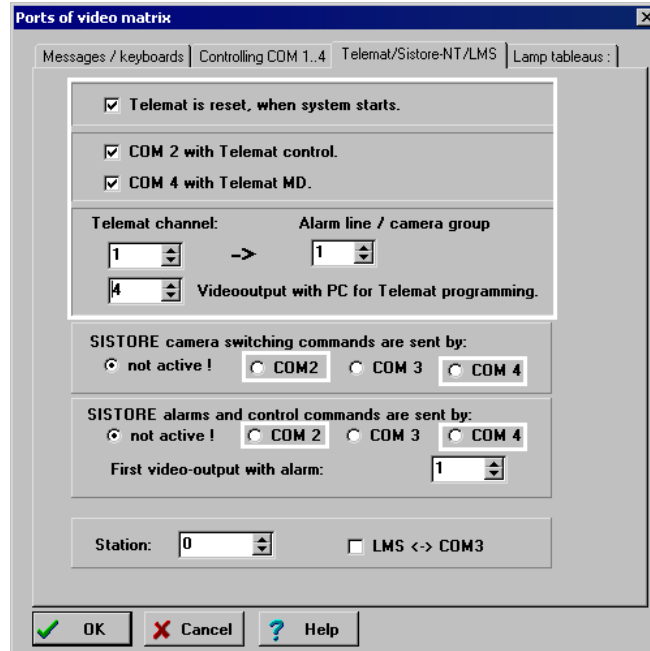 Ports of video matrix
Messages / keyboards Controlling COM 1..4 Telemat/Sistore-NT/LMS Lamp tableaus :
Telemat is reset, when system starts.
COM 2 with Telemat control.
COM 4 with Telemat MD.
Telemat channel: Alarm line / camera group
1 -> 1
4 Videooutput with PC for Telemat programming.
SISTORE camera switching commands are sent by:
not active ! COM2 COM 3 COM 4
SISTORE alarms and control commands are sent by:
not active ! COM 2 COM 3 COM 4
First video-output with alarm: 1
Station: 0 LMS <-> COM3
OK Cancel ? Help